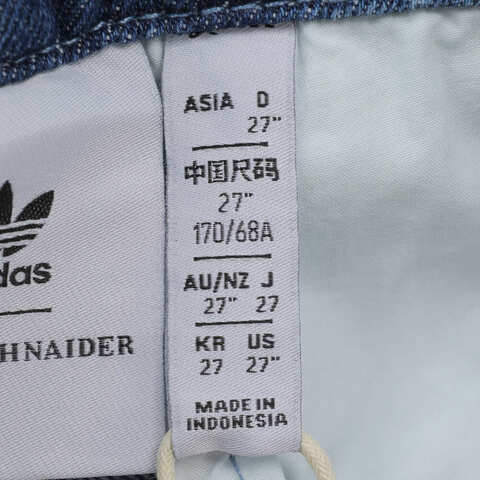 ASIA D
27"
中国尺码
27"
170/68A
AU/NZ J
27" 27
KR US
27 27"
MADE IN
INDONESIA
das
HNAIDER